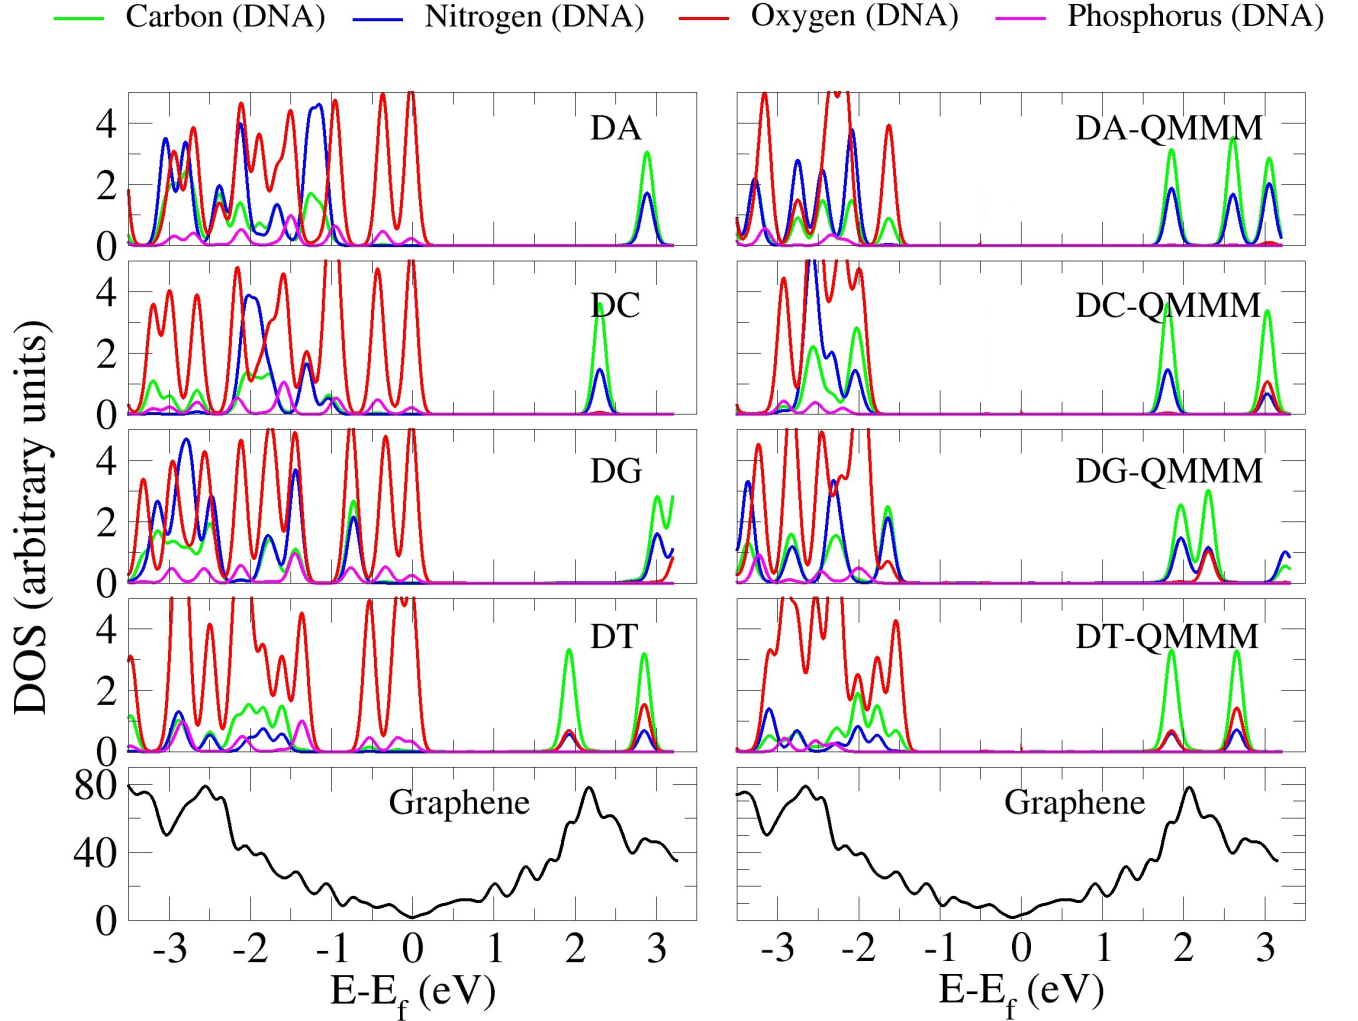 Carbon (DNA) Nitrogen (DNA) Oxygen (DNA) Phosphorus (DNA)
DOS (arbitrary units)
4
2
0
DA
DA-QMMM
4
2
0
DC
DC-QMMM
4
2
0
DG
DG-QMMM
4
2
0
DT
DT-QMMM
80
40
0
Graphene
Graphene
-3 -2 -1 0 1 2 3
-3 -2 -1 0 1 2 3
E-Ef (eV)
E-Ef (eV)